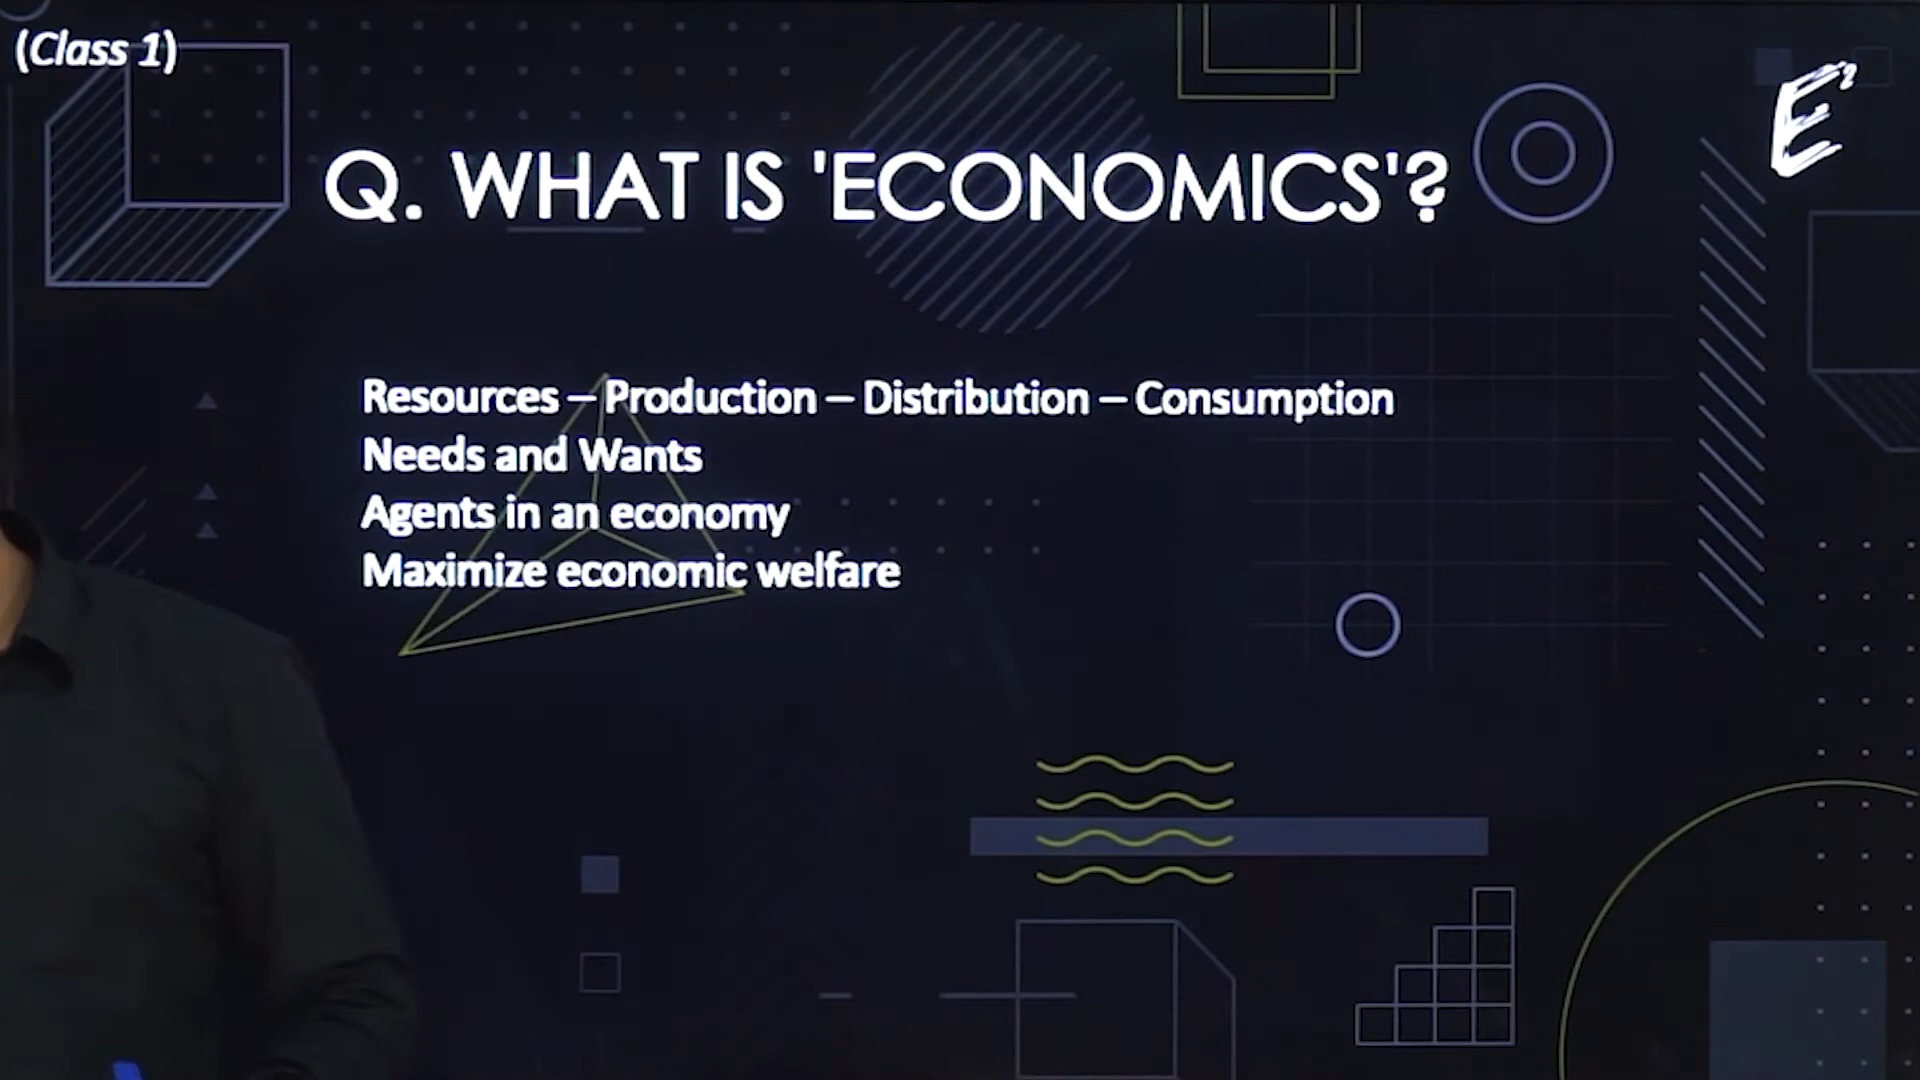 (Class 1)
E²
Q. WHAT IS 'ECONOMICS'?
Resources – Production – Distribution – Consumption
Needs and Wants
Agents in an economy
Maximize economic welfare